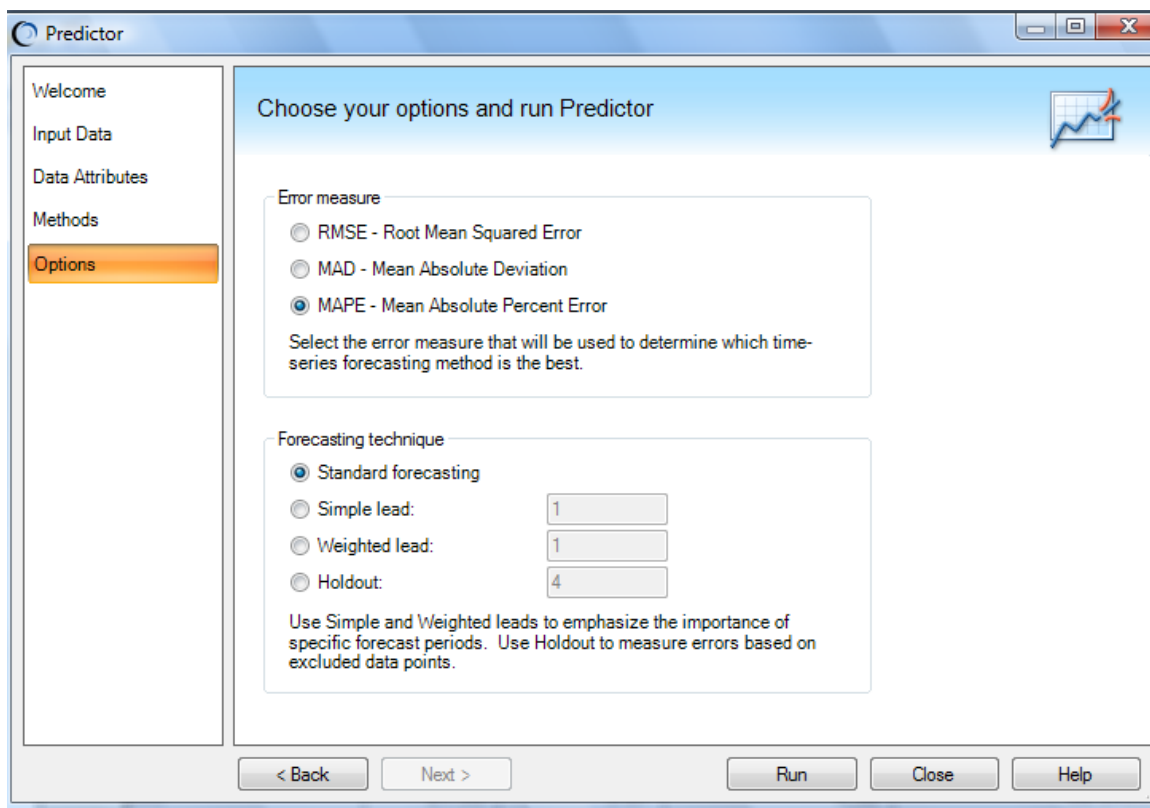 Predictor
Welcome
Input Data
Data Attributes
Methods
Options
Choose your options and run Predictor
Error measure
RMSE - Root Mean Squared Error
MAD - Mean Absolute Deviation
MAPE - Mean Absolute Percent Error
Select the error measure that will be used to determine which time-
series forecasting method is the best.
Forecasting technique
Standard forecasting
Simple lead: 1
Weighted lead: 1
Holdout: 4
Use Simple and Weighted leads to emphasize the importance of
specific forecast periods.  Use Holdout to measure errors based on
excluded data points.
< Back Next > Run Close Help